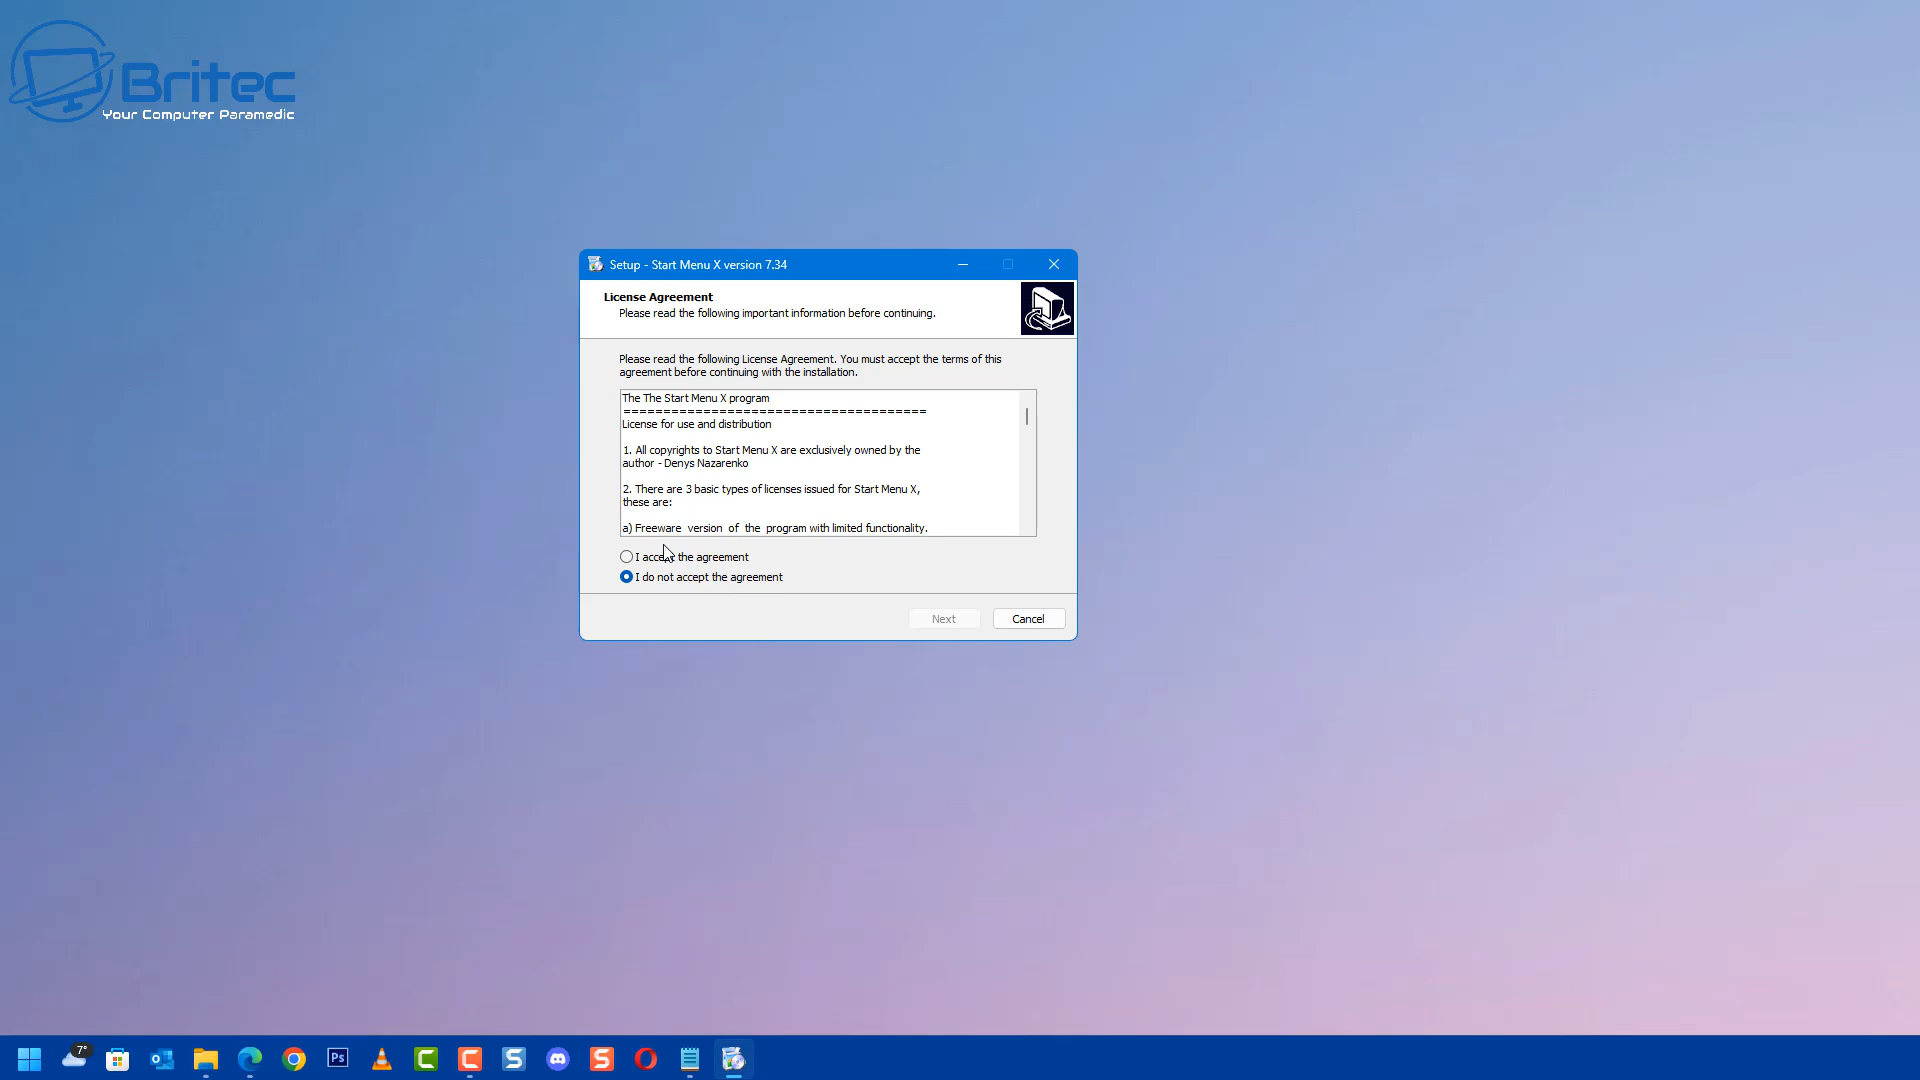 Britec
Your Computer Paramedic
Setup - Start Menu X version 7.34
License Agreement
Please read the following important information before continuing.
Please read the following License Agreement. You must accept the terms of this
agreement before continuing with the installation.
The The Start Menu X program
======================================
License for use and distribution
1. All copyrights to Start Menu X are exclusively owned by the
author - Denys Nazarenko
2. There are 3 basic types of licenses issued for Start Menu X,
these are:
a) Freeware version of the program with limited functionality.
I accept the agreement
I do not accept the agreement
Next
Cancel
7°
Ps